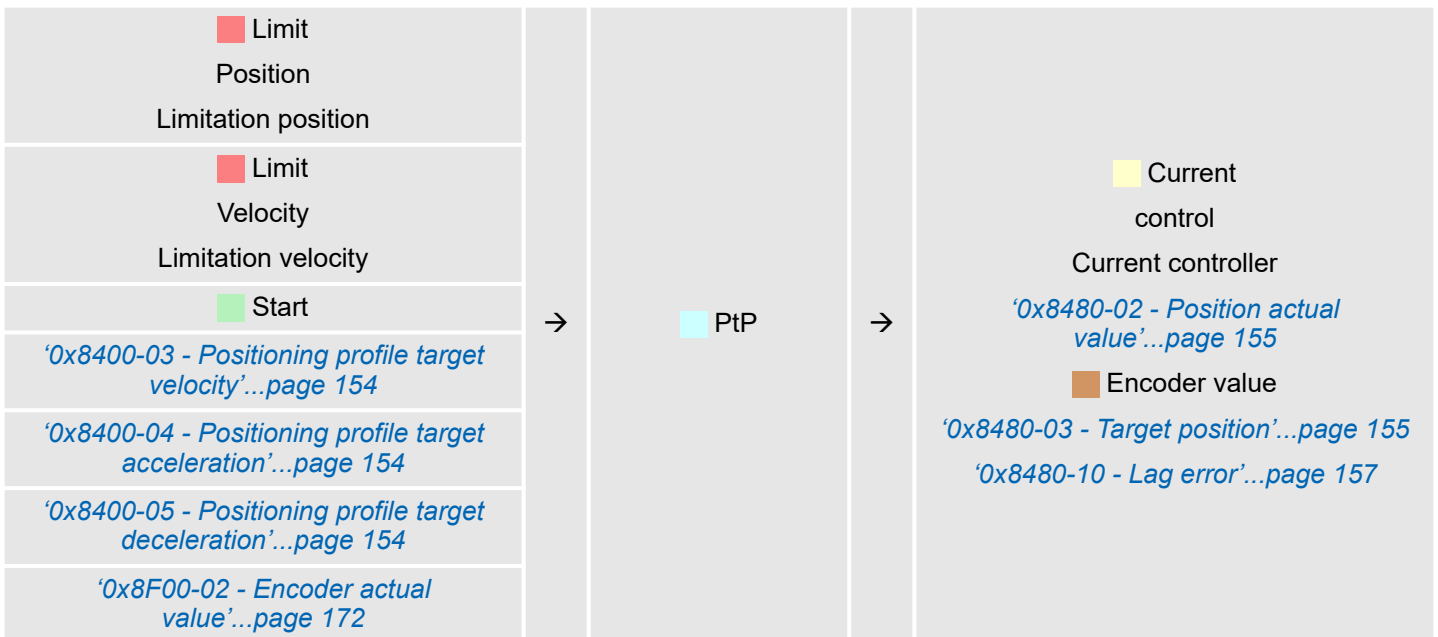 Limit
Position
Limitation position
Limit
Velocity
Limitation velocity
Start
‘0x8400-03 - Positioning profile target
velocity’...page 154
‘0x8400-04 - Positioning profile target
acceleration’...page 154
‘0x8400-05 - Positioning profile target
deceleration’...page 154
‘0x8F00-02 - Encoder actual
value’...page 172
→
PtP
→
Current
control
Current controller
‘0x8480-02 - Position actual
value’...page 155
Encoder value
‘0x8480-03 - Target position’...page 155
‘0x8480-10 - Lag error’...page 157